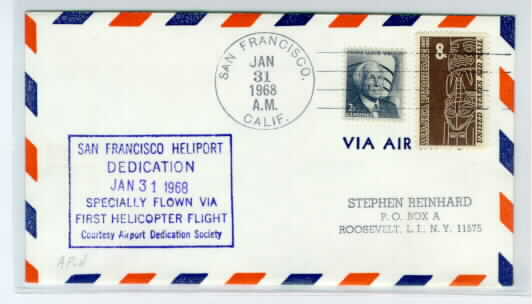 SAN FRANCISCO.
JAN
31
1968
A.M.
CALIF.
2¢
8c
UNITED STATES AIR MAIL
VIA AIR
SAN FRANCISCO HELIPORT
DEDICATION
JAN 31 1968
SPECIALLY FLOWN VIA
FIRST HELICOPTER FLIGHT
Courtesy Airport Dedication Society
STEPHEN REINHARD
P. O. BOX A
ROOSEVELT, L. I., N. Y. 11575